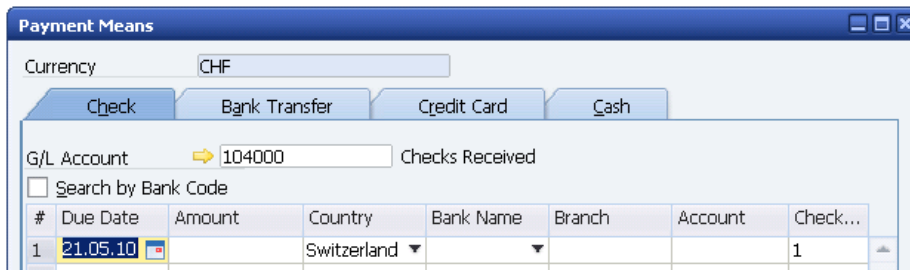 Payment Means
Currency CHF
Check Bank Transfer Credit Card Cash
G/L Account 104000 Checks Received
Search by Bank Code
# Due Date Amount Country Bank Name Branch Account Check...
1 21.05.10 Switzerland 1